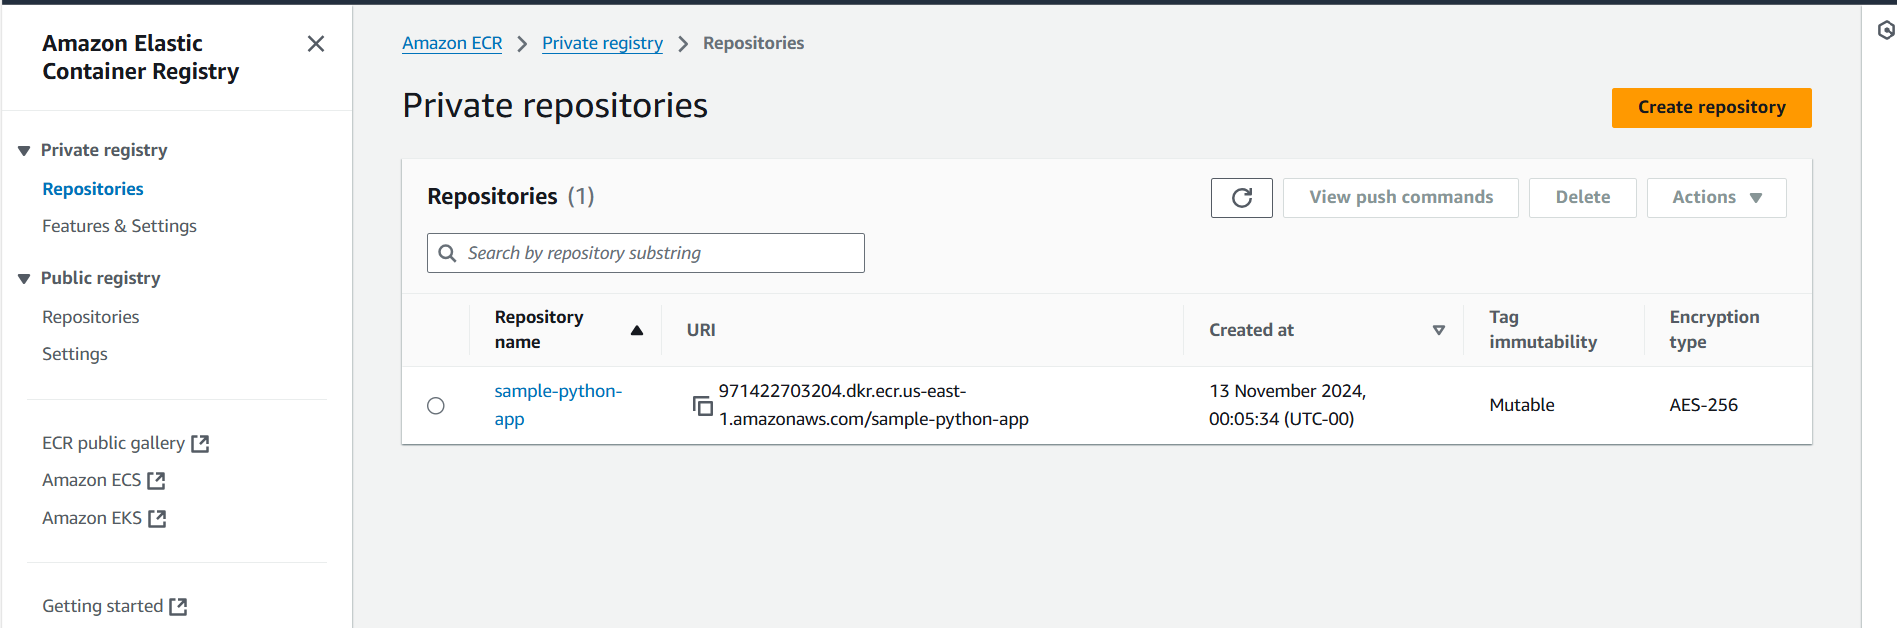 Amazon Elastic
Container Registry
Private registry
Repositories
Features & Settings
Public registry
Repositories
Settings
ECR public gallery
Amazon ECS
Amazon EKS
Getting started
Amazon ECR
Private registry
Repositories
Private repositories
Create repository
Repositories (1)
View push commands
Delete
Actions
Search by repository substring
Repository
name
URI
Created at
Tag
immutability
Encryption
type
sample-python-
app
971422703204.dkr.ecr.us-east-
1.amazonaws.com/sample-python-app
13 November 2024,
00:05:34 (UTC-00)
Mutable
AES-256